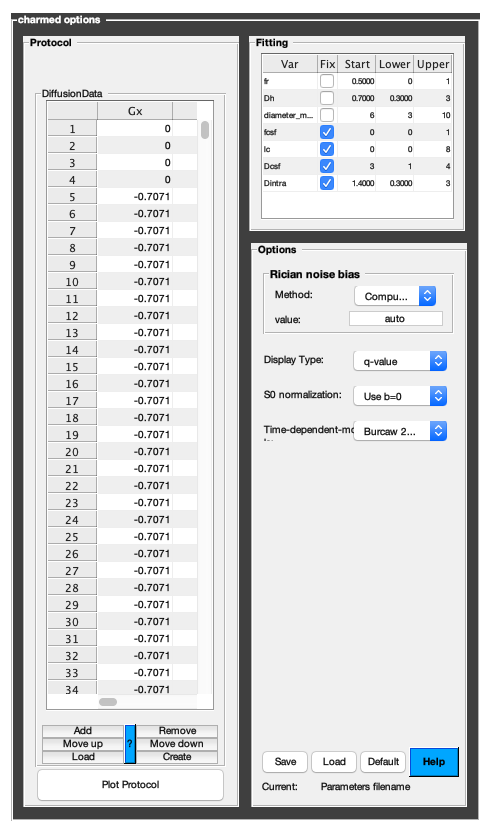 charmed options
Protocol
DiffusionData
Gx
1 0
2 0
3 0
4 0
5 -0.7071
6 -0.7071
7 -0.7071
8 -0.7071
9 -0.7071
10 -0.7071
11 -0.7071
12 -0.7071
13 -0.7071
14 -0.7071
15 -0.7071
16 -0.7071
17 -0.7071
18 -0.7071
19 -0.7071
20 -0.7071
21 -0.7071
22 -0.7071
23 -0.7071
24 -0.7071
25 -0.7071
26 -0.7071
27 -0.7071
28 -0.7071
29 -0.7071
30 -0.7071
31 -0.7071
32 -0.7071
33 -0.7071
34 -0.7071
Add Remove
Move up ? Move down
Load Create
Plot Protocol
Fitting
Var Fix Start Lower Upper
fr 0.5000 0 1
Dh 0.7000 0.3000 3
diameter_m... 6 3 10
fcsf 0 0 1
lc 0 0 8
Dcsf 3 1 4
Dintra 1.4000 0.3000 3
Options
Rician noise bias
Method: Compu...
value: auto
Display Type: q-value
S0 normalization: Use b=0
Time-dependent-mo Burcaw 2...
Save Load Default Help
Current: Parameters filename